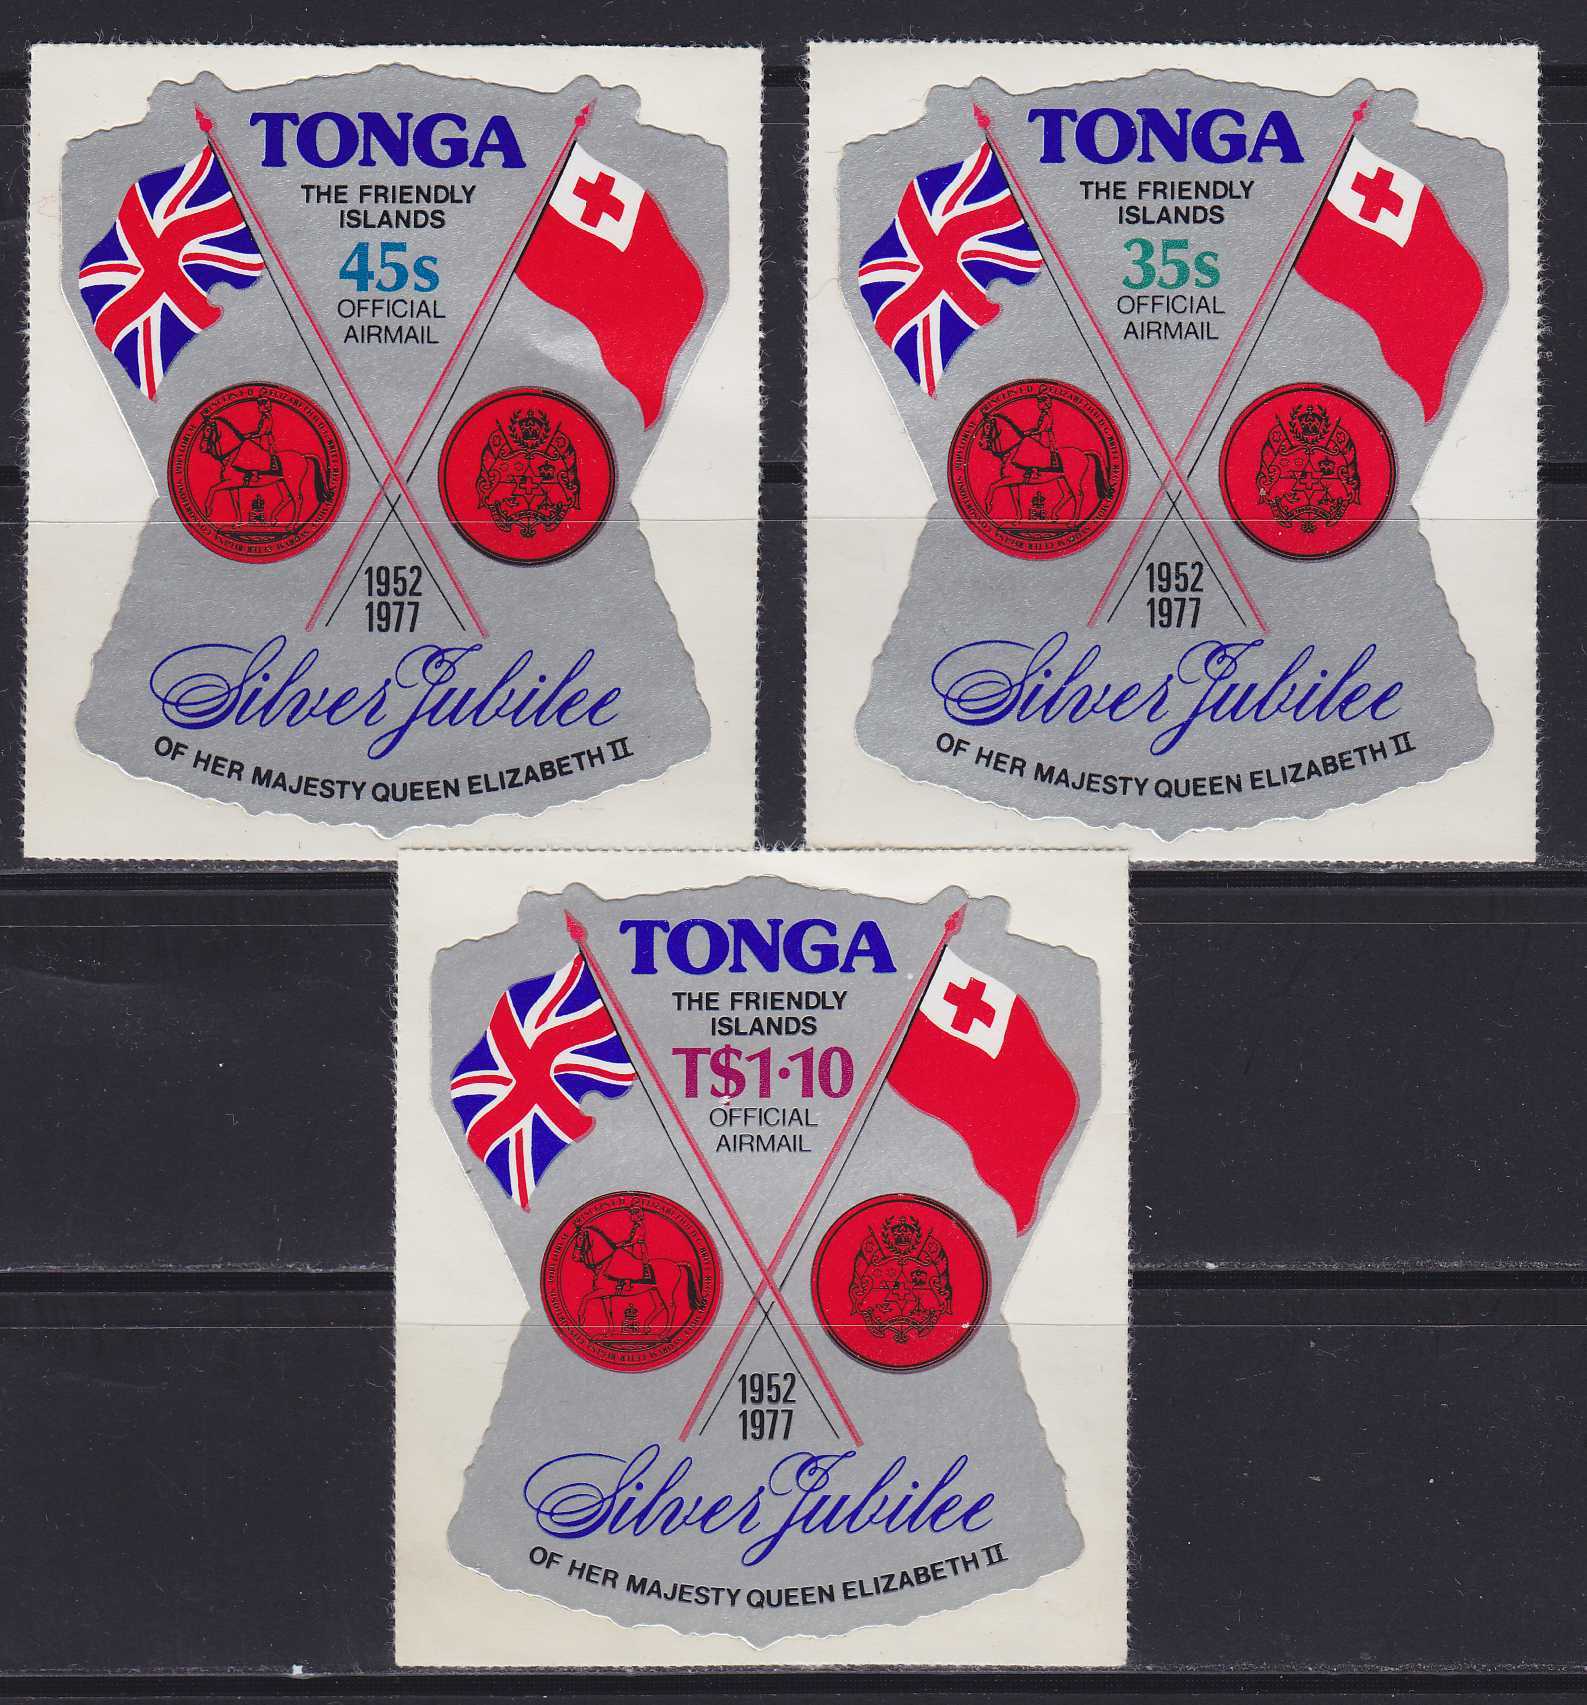 TONGA
THE FRIENDLY
ISLANDS
45s
OFFICIAL
AIRMAIL
1952
1977
Silver Jubilee
OF HER MAJESTY QUEEN ELIZABETH II
TONGA
THE FRIENDLY
ISLANDS
35s
OFFICIAL
AIRMAIL
1952
1977
Silver Jubilee
OF HER MAJESTY QUEEN ELIZABETH II
TONGA
THE FRIENDLY
ISLANDS
T$1·10
OFFICIAL
AIRMAIL
1952
1977
Silver Jubilee
OF HER MAJESTY QUEEN ELIZABETH II